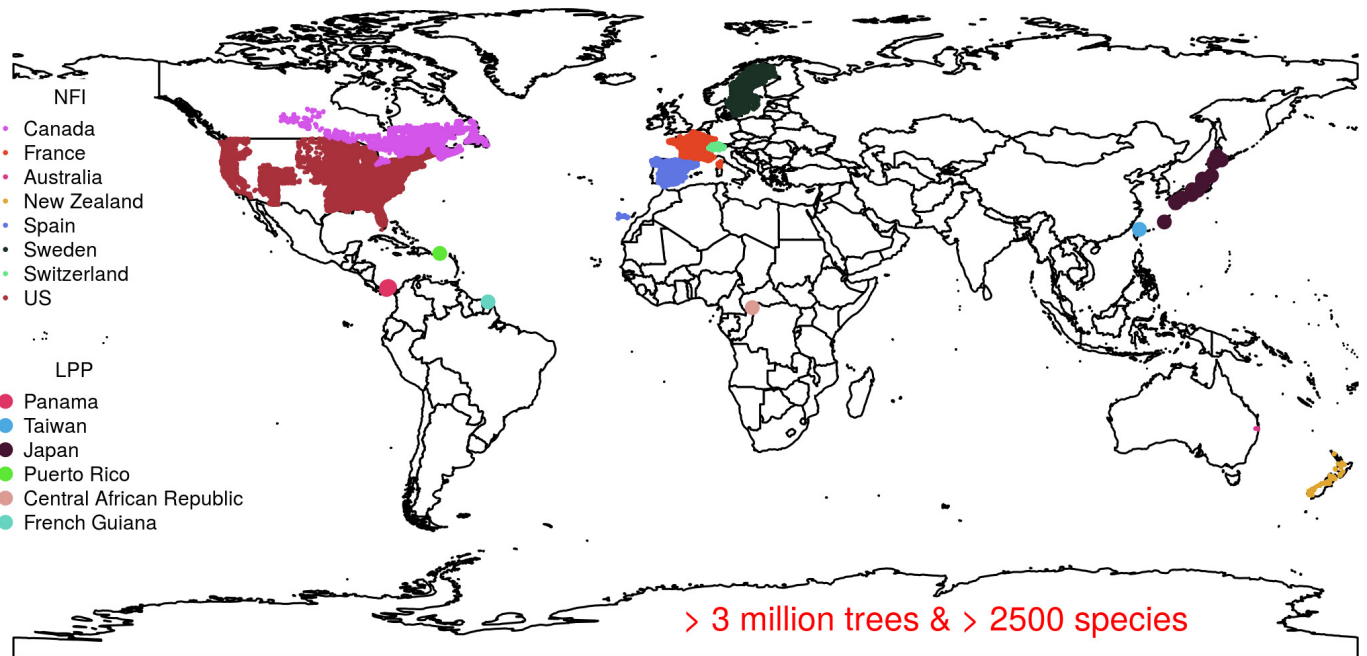 NFI
Canada
France
Australia
New Zealand
Spain
Sweden
Switzerland
US
LPP
Panama
Taiwan
Japan
Puerto Rico
Central African Republic
French Guiana
> 3 million trees & > 2500 species